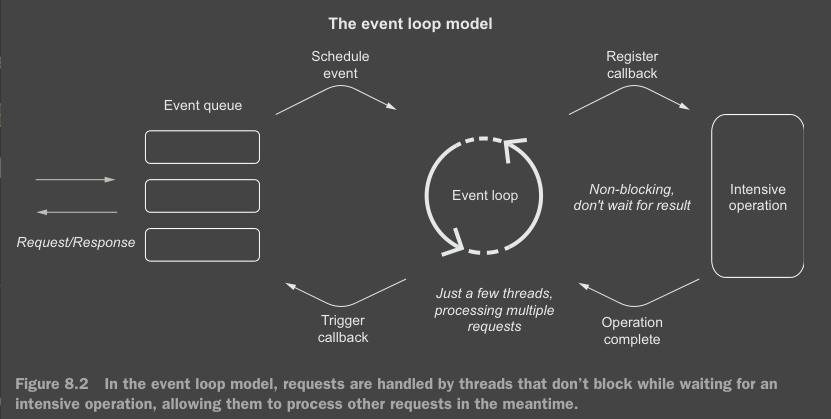 The event loop model
Schedule
event
Register
callback
Event queue
Request/Response
Event loop
Non-blocking,
don't wait for result
Intensive
operation
Just a few threads,
processing multiple
requests
Trigger
callback
Operation
complete
Figure 8.2 In the event loop model, requests are handled by threads that don’t block while waiting for an
intensive operation, allowing them to process other requests in the meantime.